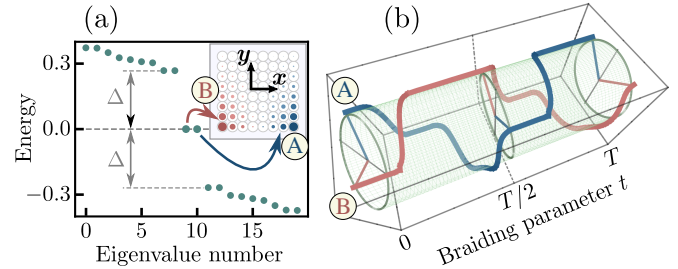 (a)
(b)
0.3
0.0
−0.3
Energy
Δ
Δ
B
A
y
x
0
5
10
15
Eigenvalue number
A
B
0
T/2
T
Braiding parameter t